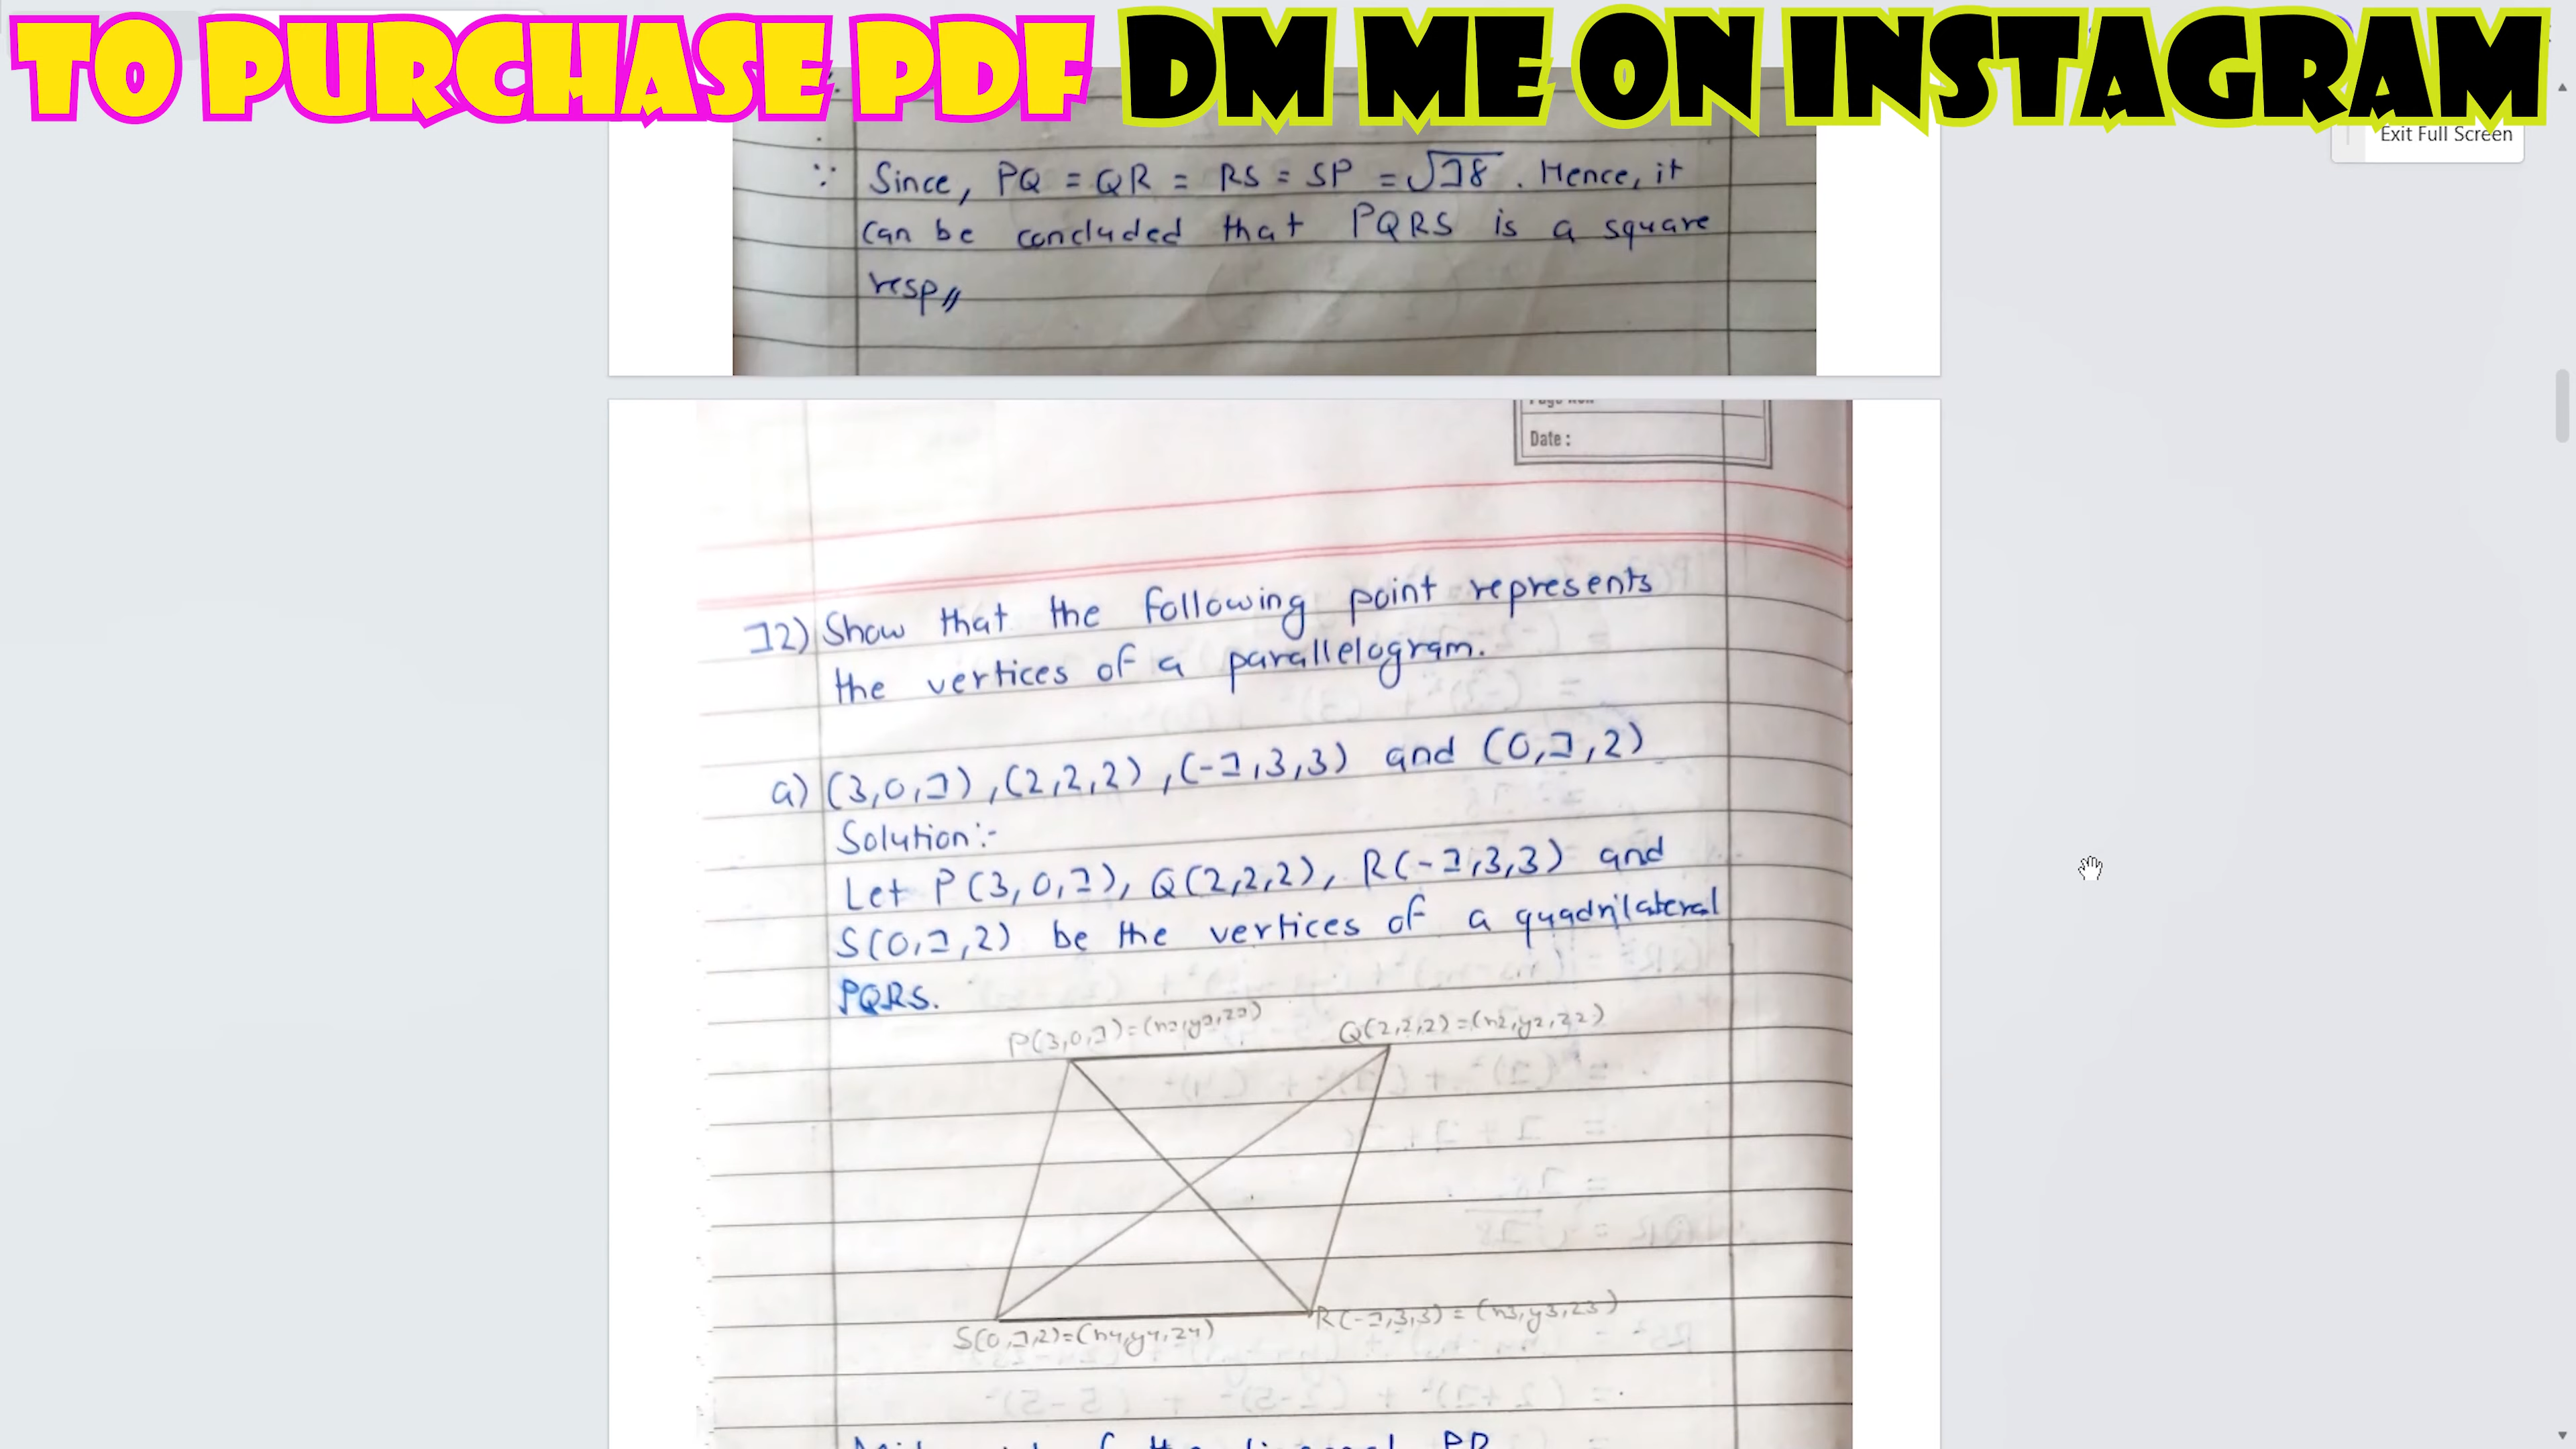 TO PURCHASE PDF DM ME ON INSTAGRAM
Exit Full Screen
∵ Since, PQ = QR = RS = SP = √18. Hence, it
can be concluded that PQRS is a square
resp//
Date :
12) Show that the following point represents
the vertices of a parallelogram.
a) (3,0,1), (2,2,2), (-1,3,3) and (0,1,2)
Solution:-
Let P(3,0,1), Q(2,2,2), R(-1,3,3) and
S(0,1,2) be the vertices of a quadrilateral
PQRS.
P(3,0,1)=(x1,y1,z1) Q(2,2,2)=(x2,y2,z2)
S(0,1,2)=(x4,y4,z4) R(-1,3,3)=(x3,y3,z3)